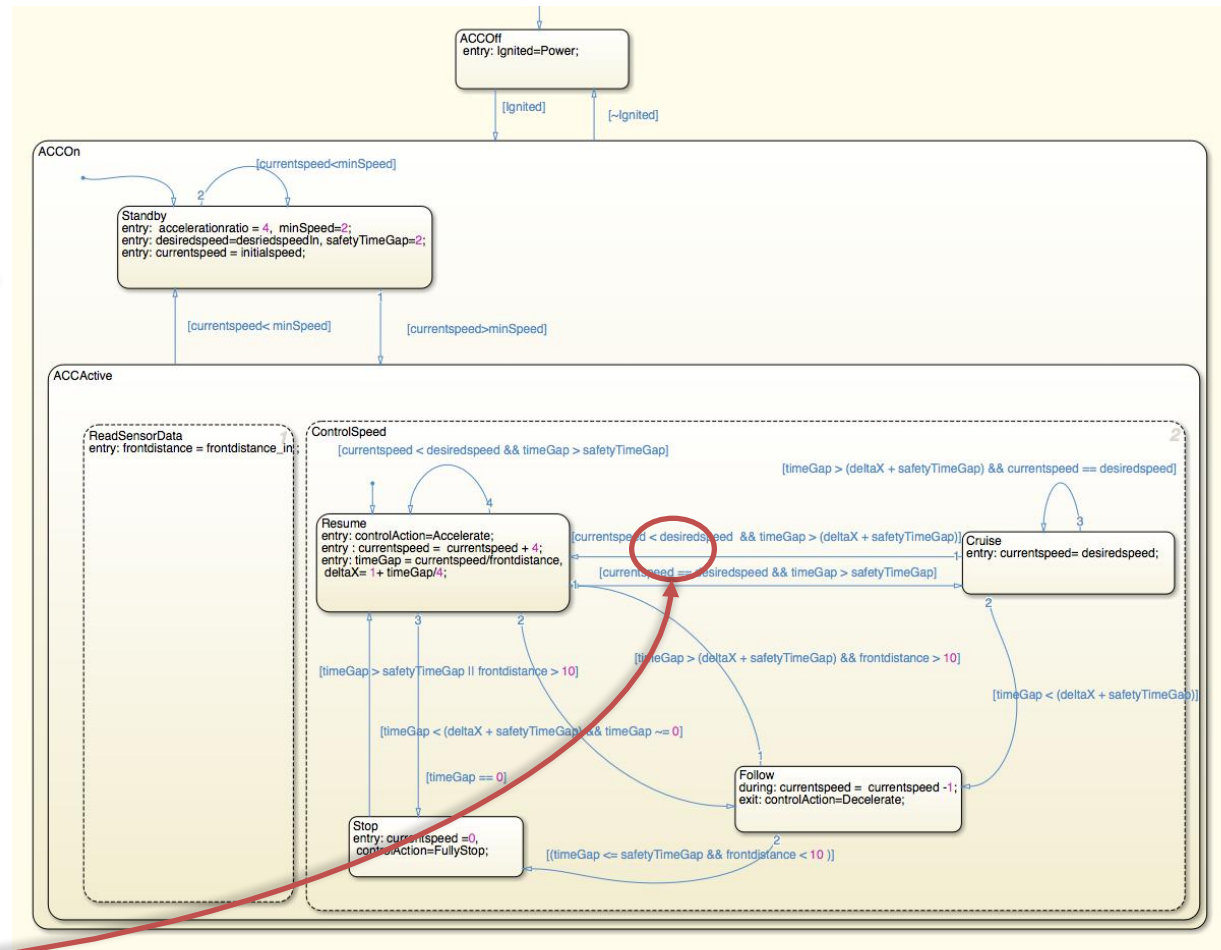 ACCOff
entry: Ignited=Power;
[Ignited]
[~Ignited]
ACCOn
[currentspeed<minSpeed]
2
Standby
entry: accelerationratio = 4, minSpeed=2;
entry: desiredspeed=desriedspeedIn, safetyTimeGap=2;
entry: currentspeed = initialspeed;
1
[currentspeed< minSpeed]
[currentspeed>minSpeed]
ACCActive
ReadSensorData
1
entry: frontdistance = frontdistance_in;
ControlSpeed
2
[currentspeed < desiredspeed && timeGap > safetyTimeGap]
[timeGap > (deltaX + safetyTimeGap) && currentspeed == desiredspeed]
4
3
Resume
entry: controlAction=Accelerate;
entry : currentspeed = currentspeed + 4;
entry: timeGap = currentspeed/frontdistance,
deltaX= 1+ timeGap/4;
[currentspeed < desiredspeed && timeGap > (deltaX + safetyTimeGap)]
1
Cruise
entry: currentspeed= desiredspeed;
[currentspeed == desiredspeed && timeGap > safetyTimeGap]
1
3
2
2
[timeGap > (deltaX + safetyTimeGap) && frontdistance > 10]
[timeGap > safetyTimeGap || frontdistance > 10]
[timeGap < (deltaX + safetyTimeGap)]
[timeGap < (deltaX + safetyTimeGap) && timeGap ~= 0]
1
[timeGap == 0]
Follow
during: currentspeed = currentspeed -1;
exit: controlAction=Decelerate;
Stop
entry: currentspeed =0,
controlAction=FullyStop;
2
[(timeGap <= safetyTimeGap && frontdistance < 10 )]